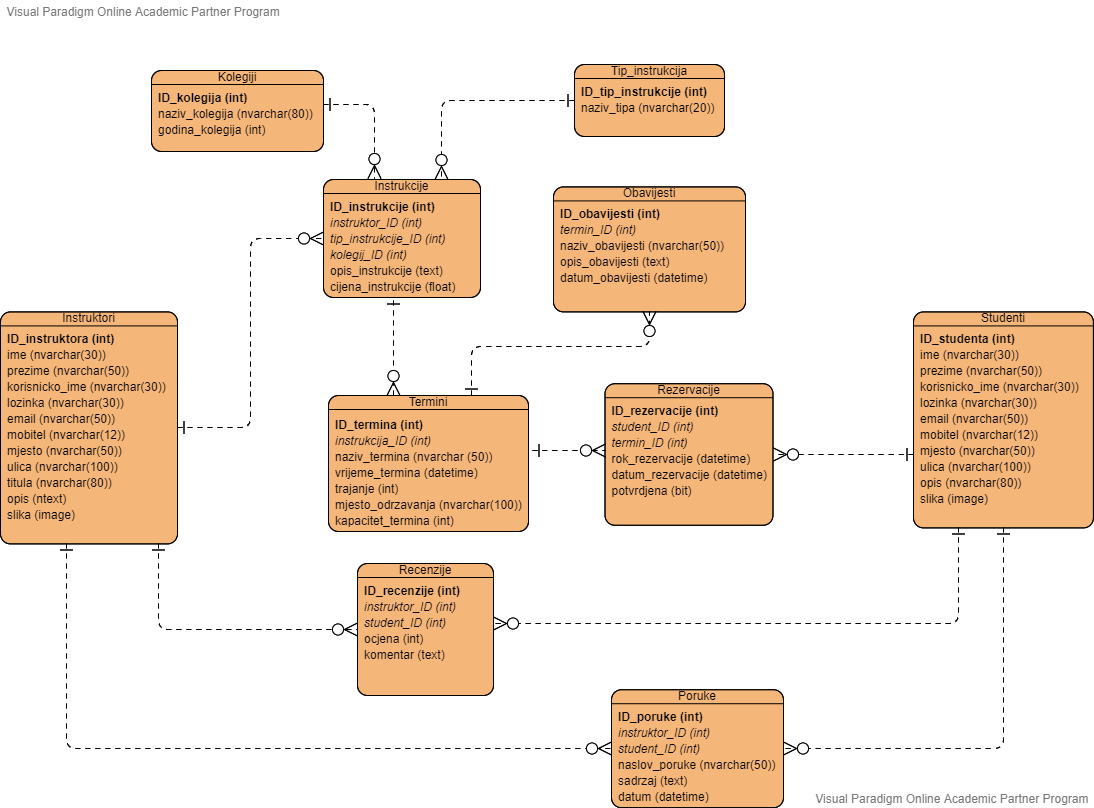 Visual Paradigm Online Academic Partner Program
Kolegiji
ID_kolegija (int)
naziv_kolegija (nvarchar(80))
godina_kolegija (int)
Tip_instrukcija
ID_tip_instrukcije (int)
naziv_tipa (nvarchar(20))
Instrukcije
ID_instrukcije (int)
instruktor_ID (int)
tip_instrukcije_ID (int)
kolegij_ID (int)
opis_instrukcije (text)
cijena_instrukcije (float)
Obavijesti
ID_obavijesti (int)
termin_ID (int)
naziv_obavijesti (nvarchar(50))
opis_obavijesti (text)
datum_obavijesti (datetime)
Instruktori
ID_instruktora (int)
ime (nvarchar(30))
prezime (nvarchar(50))
korisnicko_ime (nvarchar(30))
lozinka (nvarchar(30))
email (nvarchar(50))
mobitel (nvarchar(12))
mjesto (nvarchar(50))
ulica (nvarchar(100))
titula (nvarchar(80))
opis (ntext)
slika (image)
Studenti
ID_studenta (int)
ime (nvarchar(30))
prezime (nvarchar(50))
korisnicko_ime (nvarchar(30))
lozinka (nvarchar(30))
email (nvarchar(50))
mobitel (nvarchar(12))
mjesto (nvarchar(50))
ulica (nvarchar(100))
opis (nvarchar(80))
slika (image)
Termini
ID_termina (int)
instrukcija_ID (int)
naziv_termina (nvarchar (50))
vrijeme_termina (datetime)
trajanje (int)
mjesto_odrzavanja (nvarchar(100))
kapacitet_termina (int)
Rezervacije
ID_rezervacije (int)
student_ID (int)
termin_ID (int)
rok_rezervacije (datetime)
datum_rezervacije (datetime)
potvrdjena (bit)
Recenzije
ID_recenzije (int)
instruktor_ID (int)
student_ID (int)
ocjena (int)
komentar (text)
Poruke
ID_poruke (int)
instruktor_ID (int)
student_ID (int)
naslov_poruke (nvarchar(50))
sadrzaj (text)
datum (datetime)
Visual Paradigm Online Academic Partner Program